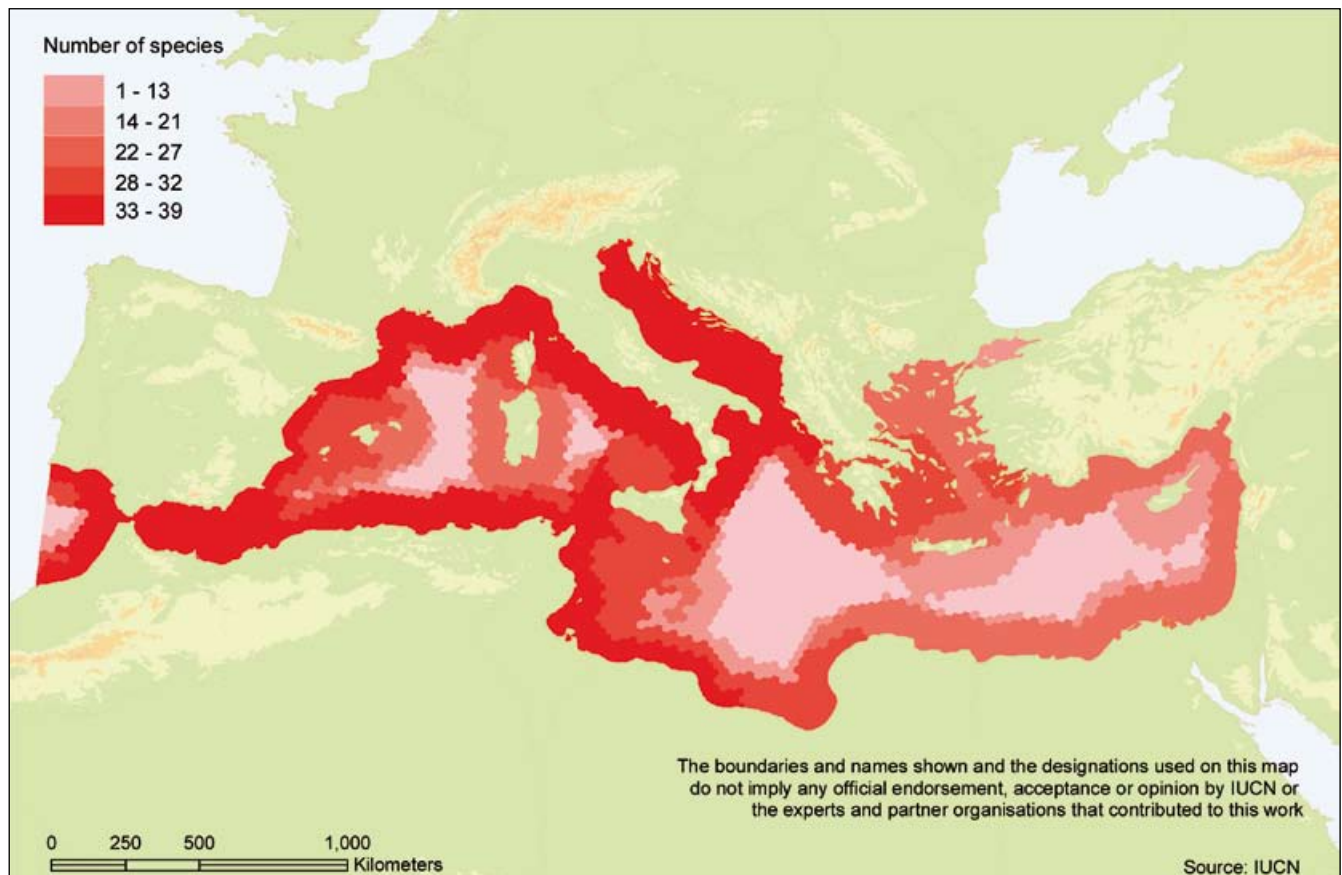 Number of species
1 - 13
14 - 21
22 - 27
28 - 32
33 - 39
The boundaries and names shown and the designations used on this map
do not imply any official endorsement, acceptance or opinion by IUCN or
the experts and partner organisations that contributed to this work
0 250 500 1,000
Kilometers
Source: IUCN